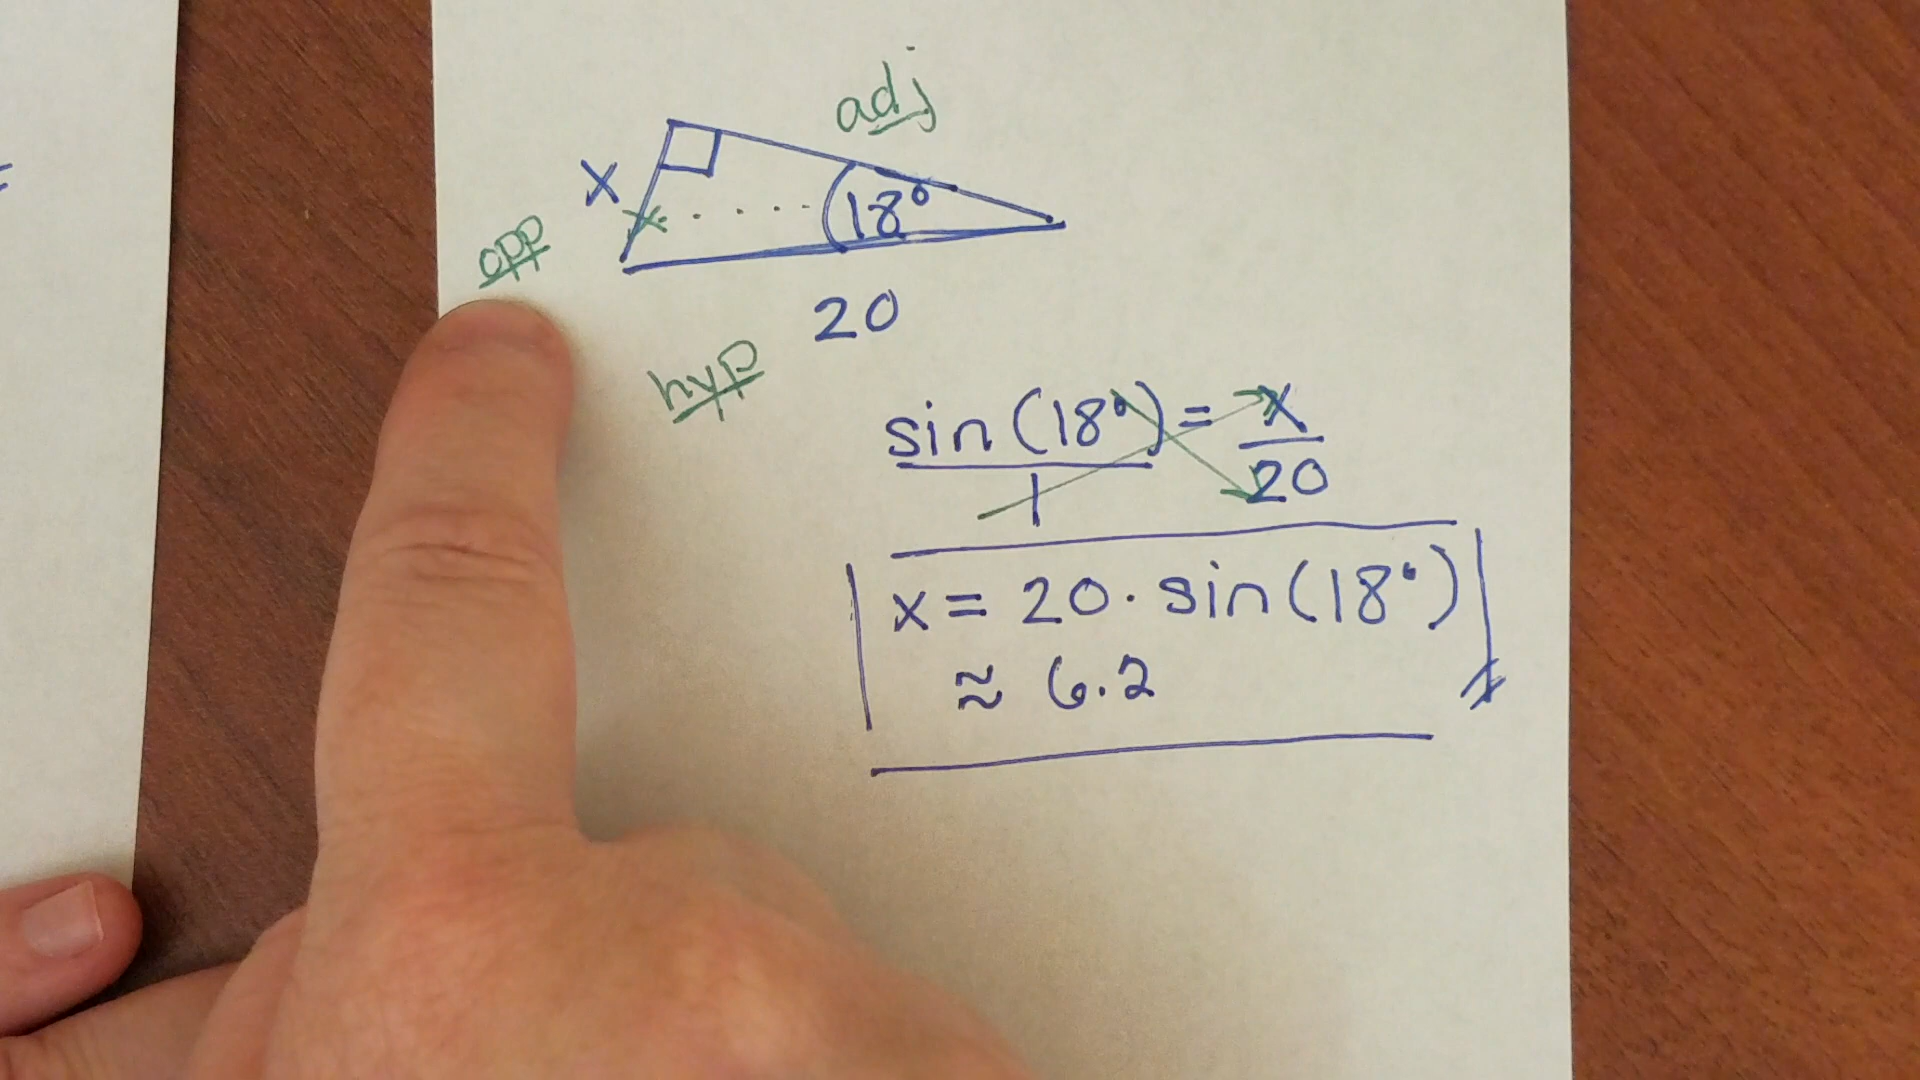 adj
x
x
18°
opp
20
hyp
sin(18°) = x
1 20
x = 20 · sin(18°)
≈ 6.2